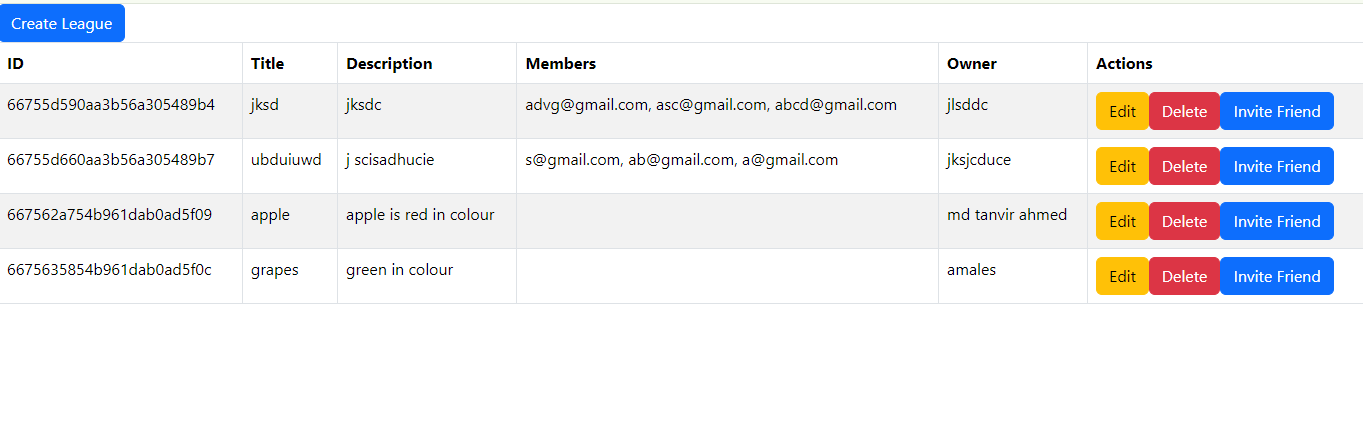 Create League
ID Title Description Members Owner Actions
66755d590aa3b56a305489b4 jksd jksdc advg@gmail.com, asc@gmail.com, abcd@gmail.com jlsddc Edit Delete Invite Friend
66755d660aa3b56a305489b7 ubduiuwd j scisadhucie s@gmail.com, ab@gmail.com, a@gmail.com jksjcduce Edit Delete Invite Friend
667562a754b961dab0ad5f09 apple apple is red in colour md tanvir ahmed Edit Delete Invite Friend
6675635854b961dab0ad5f0c grapes green in colour amales Edit Delete Invite Friend